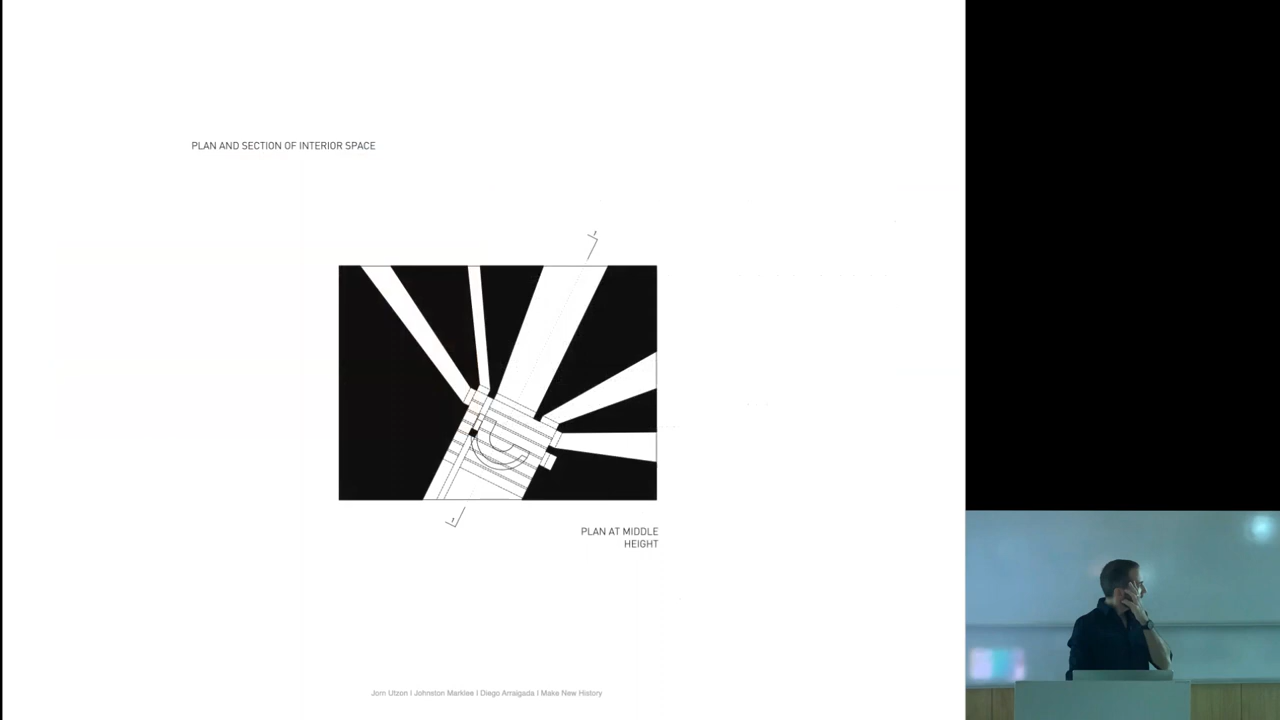 PLAN AND SECTION OF INTERIOR SPACE
PLAN AT MIDDLE
HEIGHT
Jorn Utzon I Johnston Marklee I Diego Arraigada I Make New History